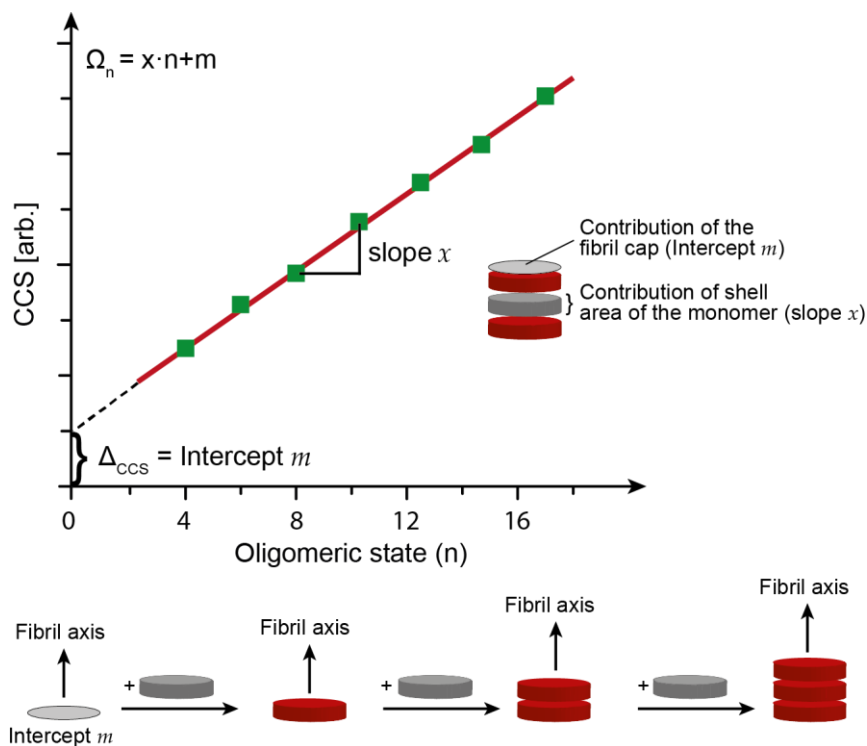 Ωₙ = x·n+m
CCS [arb.]
slope x
Contribution of the
fibril cap (Intercept m)
Contribution of shell
area of the monomer (slope x)
Δ_CCS = Intercept m
0 4 8 12 16
Oligomeric state (n)
Fibril axis
Fibril axis
Fibril axis
Fibril axis
+
+
+
Intercept m